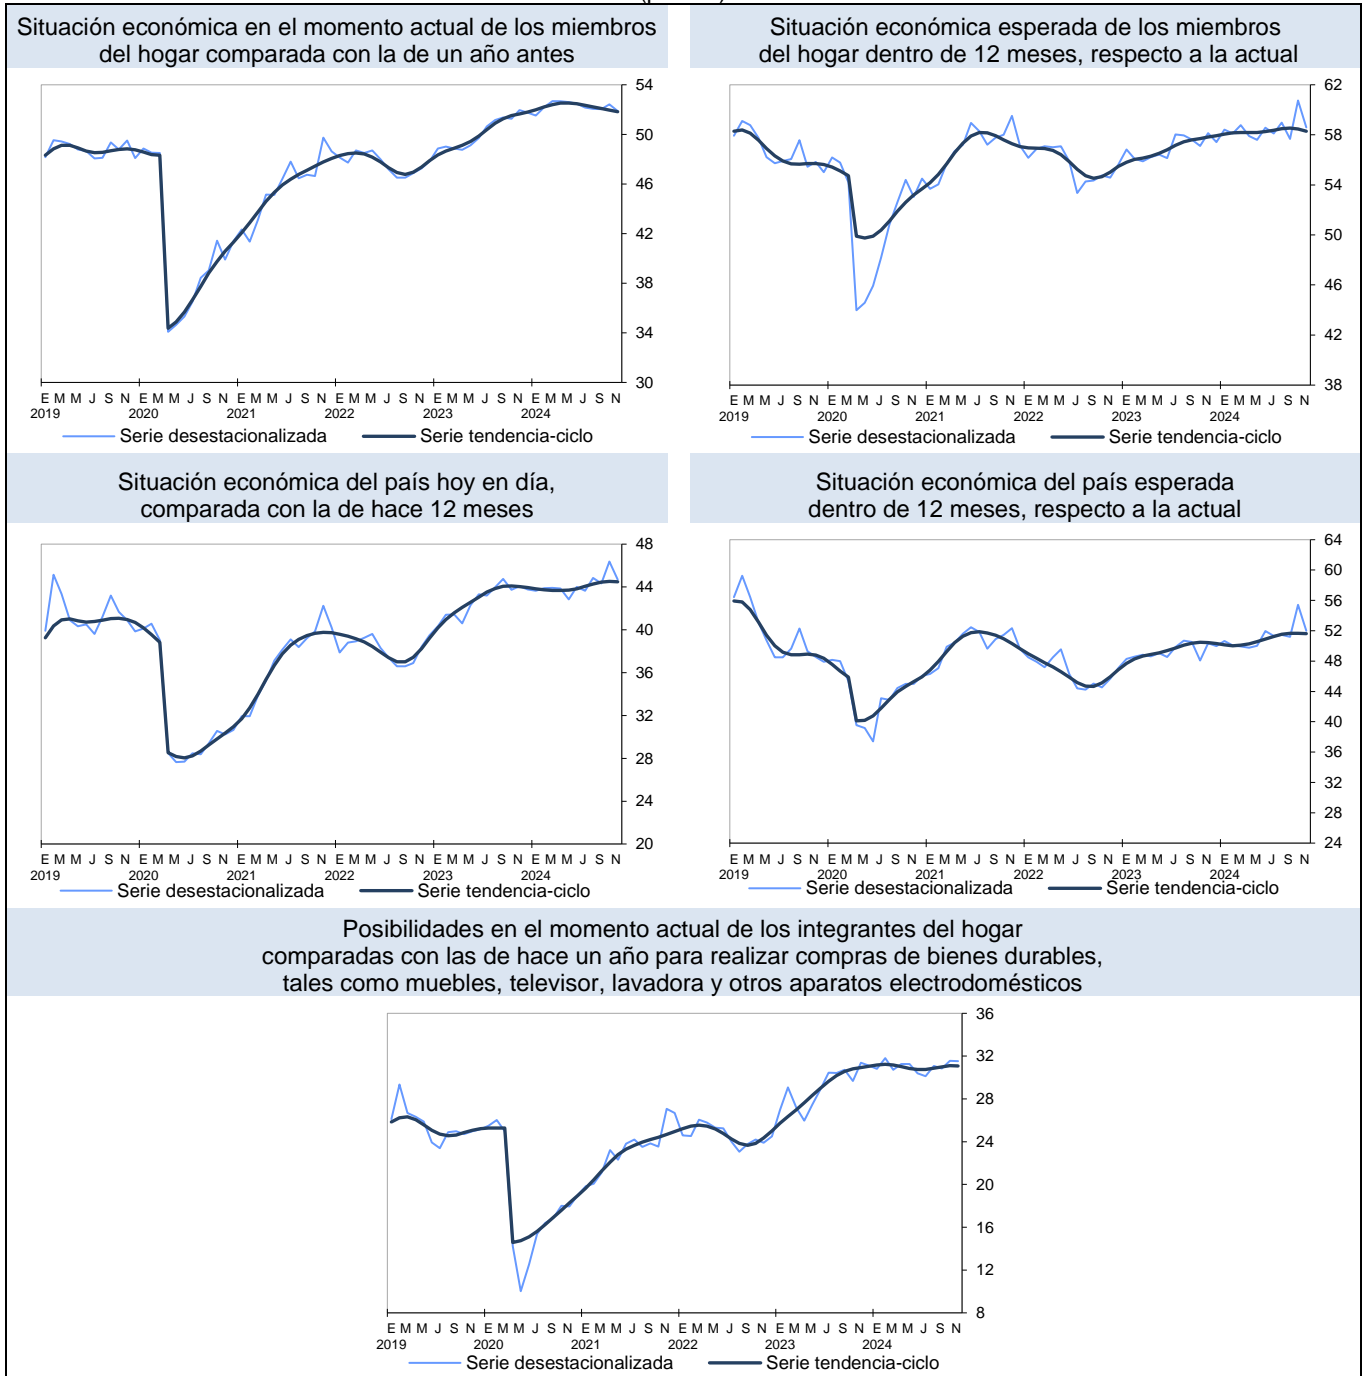 Situación económica en el momento actual de los miembros
del hogar comparada con la de un año antes
54
50
46
42
38
34
30
E M M J S N E M M J S N E M M J S N E M M J S N E M M J S N E M M J S N
2019 2020 2021 2022 2023 2024
Serie desestacionalizada Serie tendencia-ciclo
Situación económica esperada de los miembros
del hogar dentro de 12 meses, respecto a la actual
62
58
54
50
46
42
38
E M M J S N E M M J S N E M M J S N E M M J S N E M M J S N E M M J S N
2019 2020 2021 2022 2023 2024
Serie desestacionalizada Serie tendencia-ciclo
Situación económica del país hoy en día,
comparada con la de hace 12 meses
48
44
40
36
32
28
24
20
E M M J S N E M M J S N E M M J S N E M M J S N E M M J S N E M M J S N
2019 2020 2021 2022 2023 2024
Serie desestacionalizada Serie tendencia-ciclo
Situación económica del país esperada
dentro de 12 meses, respecto a la actual
64
60
56
52
48
44
40
36
32
28
24
E M M J S N E M M J S N E M M J S N E M M J S N E M M J S N E M M J S N
2019 2020 2021 2022 2023 2024
Serie desestacionalizada Serie tendencia-ciclo
Posibilidades en el momento actual de los integrantes del hogar
comparadas con las de hace un año para realizar compras de bienes durables,
tales como muebles, televisor, lavadora y otros aparatos electrodomésticos
36
32
28
24
20
16
12
8
E M M J S N E M M J S N E M M J S N E M M J S N E M M J S N E M M J S N
2019 2020 2021 2022 2023 2024
Serie desestacionalizada Serie tendencia-ciclo